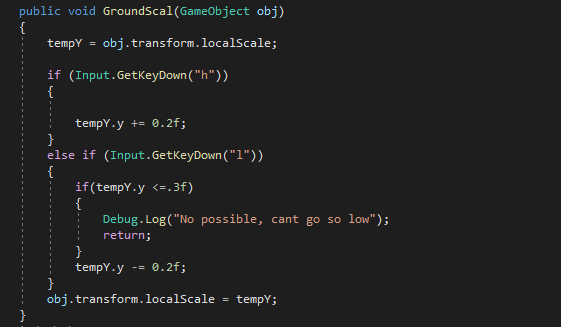 public void GroundScal(GameObject obj)
{
tempY = obj.transform.localScale;
if (Input.GetKeyDown("h"))
{
tempY.y += 0.2f;
}
else if (Input.GetKeyDown("l"))
{
if(tempY.y <=.3f)
{
Debug.Log("No possible, cant go so low");
return;
}
tempY.y -= 0.2f;
}
obj.transform.localScale = tempY;
}